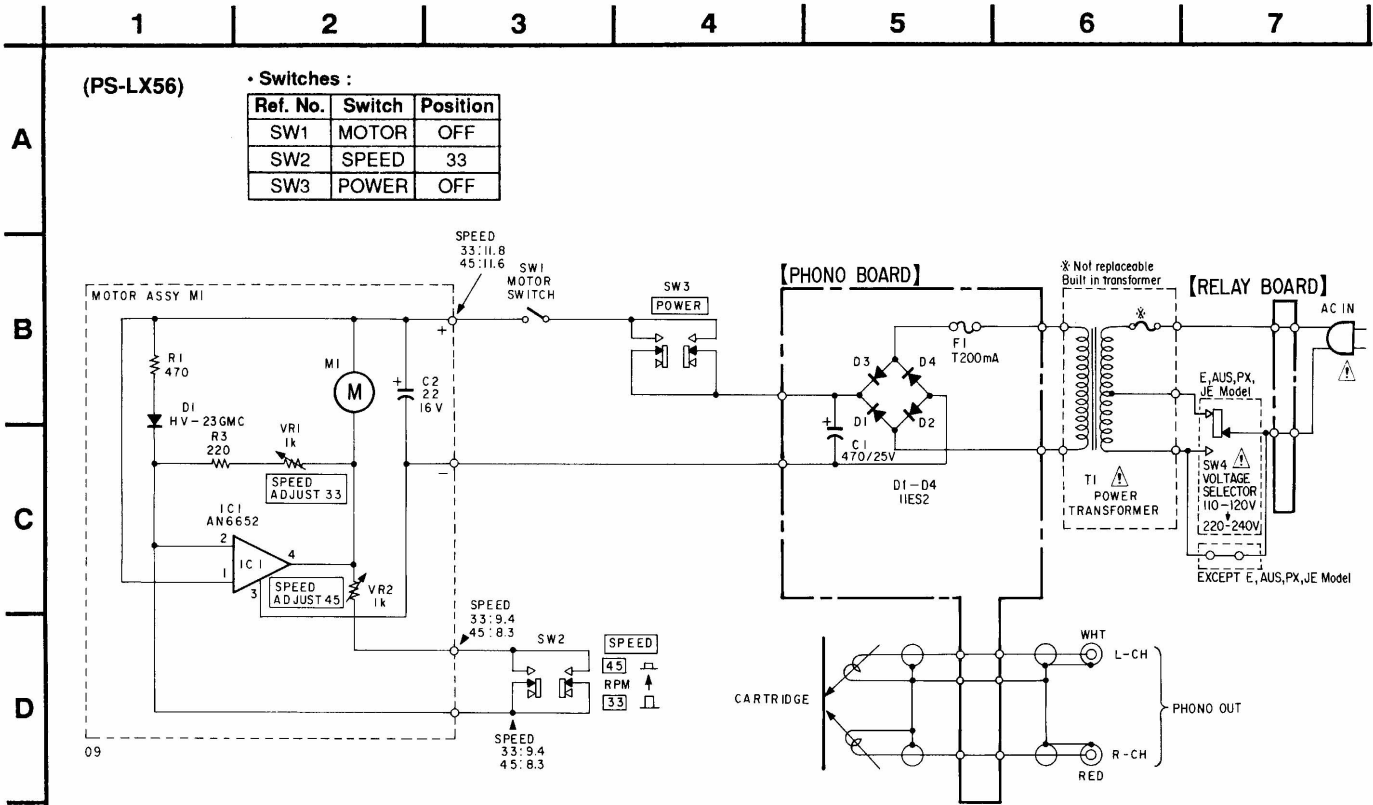 1 2 3 4 5 6 7
A
B
C
D
(PS-LX56)
• Switches :
Ref. No. Switch Position
SW1 MOTOR OFF
SW2 SPEED 33
SW3 POWER OFF
SPEED
33:11.8
45:11.6
SW1
MOTOR
SWITCH
SW3
POWER
【PHONO BOARD】
※ Not replaceable
Built in transformer
【RELAY BOARD】
AC IN
MOTOR ASSY M1
+
R1
470
M1
M
+
C2
22
16V
D1
HV-23GMC
R3
220
VR1
1k
SPEED
ADJUST 33
−
IC1
AN6652
2
1
3
4
IC1
SPEED
ADJUST 45
VR2
1k
F1
T200mA
D3
D4
D1
D2
+
C1
470/25V
D1-D4
11ES2
※
T1
POWER
TRANSFORMER
E,AUS,PX,
JE Model
SW4
VOLTAGE
SELECTOR
110-120V
220-240V
EXCEPT E, AUS,PX,JE Model
SPEED
33:9.4
45:8.3
SW2
SPEED
45
RPM
33
SPEED
33:9.4
45:8.3
09
CARTRIDGE
WHT
L-CH
PHONO OUT
R-CH
RED